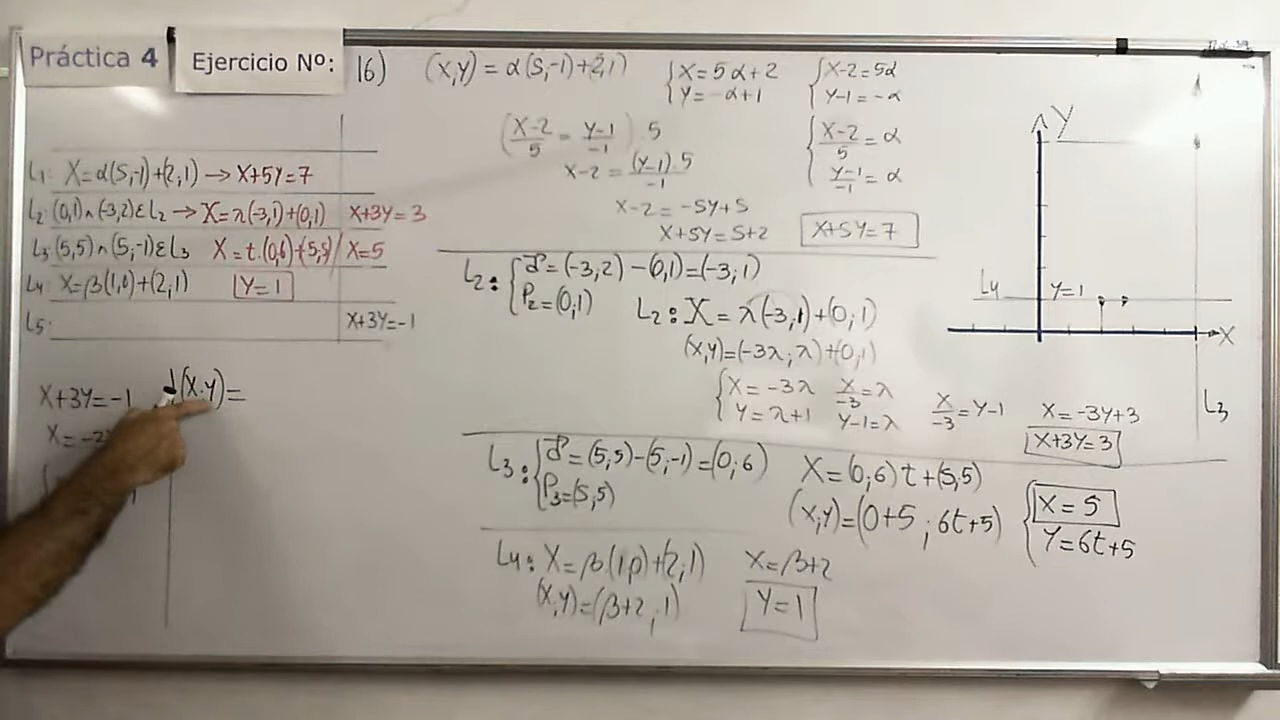 Práctica 4
Ejercicio Nº: 16)
L1: X=α(5,-1)+(2,1) → X+5Y=7
L2: (0,1) ∧ (-3,2) ε L2 → X=λ(-3,1)+(0,1) X+3Y=3
L3: (5,5) ∧ (5,-1) ε L3 X=t.(0,6)+(5,5) / X=5
L4: X=β(1,0)+(2,1) Y=1
L5: X+3Y=-1
X+3Y=-1
(X,Y)=
(X,Y)=α(5,-1)+2,1)
{X=5α+2
Y=-α+1
{X-2=5α
Y-1=-α
(X-2/5 = Y-1/-1).5
{X-2/5=α
Y-1/-1=α
X-2=(Y-1).5/-1
X-2=-5Y+5
X+5Y=5+2
X+5Y=7
L2: {d=(-3,2)-(0,1)=(-3,1)
P2=(0,1)
L2: X=λ(-3,1)+(0,1)
(X,Y)=(-3λ,λ)+(0,1)
{X=-3λ
Y=λ+1
X/-3=λ
Y-1=λ
X/-3=Y-1
X=-3Y+3
X+3Y=3
L3: {d=(5,5)-(5,-1)=(0,6)
P3=(5,5)
X=(0,6)t+(5,5)
(X,Y)=(0+5,6t+5)
{X=5
Y=6t+5
L4: X=β.(1,0)+(2,1)
(X,Y)=(β+2,1)
X=β+2
Y=1
Y
L4 Y=1
X
L3